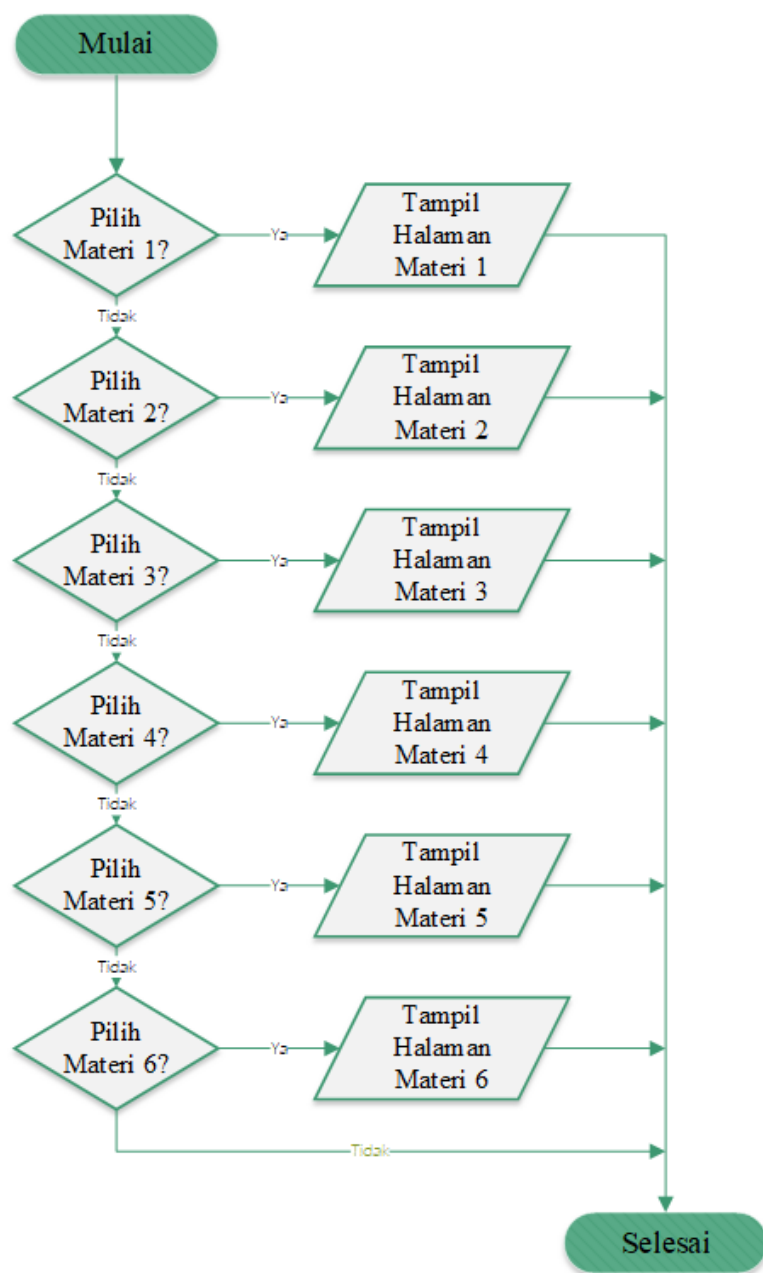 Mulai
Pilih
Materi 1?
Ya
Tampil
Halaman
Materi 1
Tidak
Pilih
Materi 2?
Ya
Tampil
Halaman
Materi 2
Tidak
Pilih
Materi 3?
Ya
Tampil
Halaman
Materi 3
Tidak
Pilih
Materi 4?
Ya
Tampil
Halaman
Materi 4
Tidak
Pilih
Materi 5?
Ya
Tampil
Halaman
Materi 5
Tidak
Pilih
Materi 6?
Ya
Tampil
Halaman
Materi 6
Tidak
Selesai